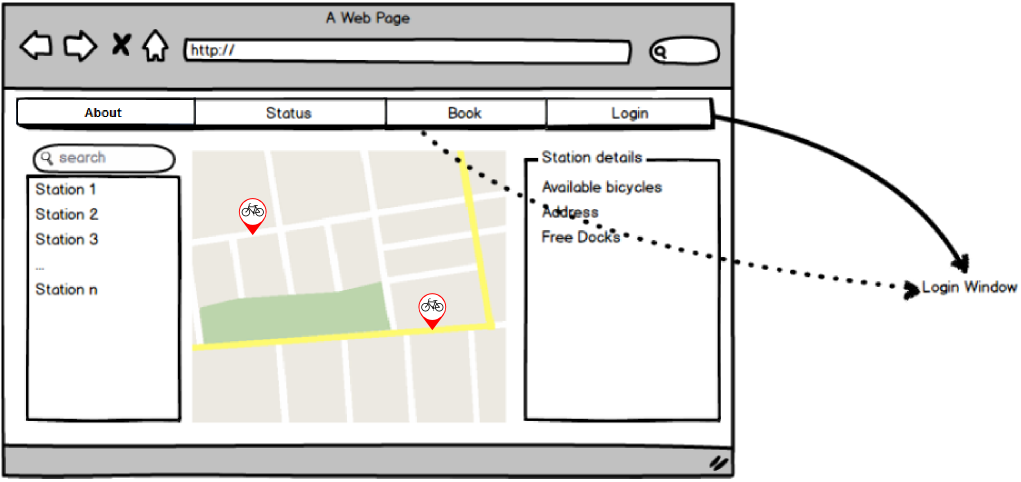 A Web Page
http://
About Status Book Login
search
Station 1
Station 2
Station 3
...
Station n
Station details
Available bicycles
Address
Free Docks
Login Window